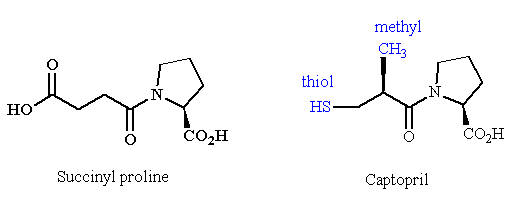 methyl
CH3
thiol
HS
O
HO
O
N
CO2H
O
N
CO2H
Succinyl proline
Captopril